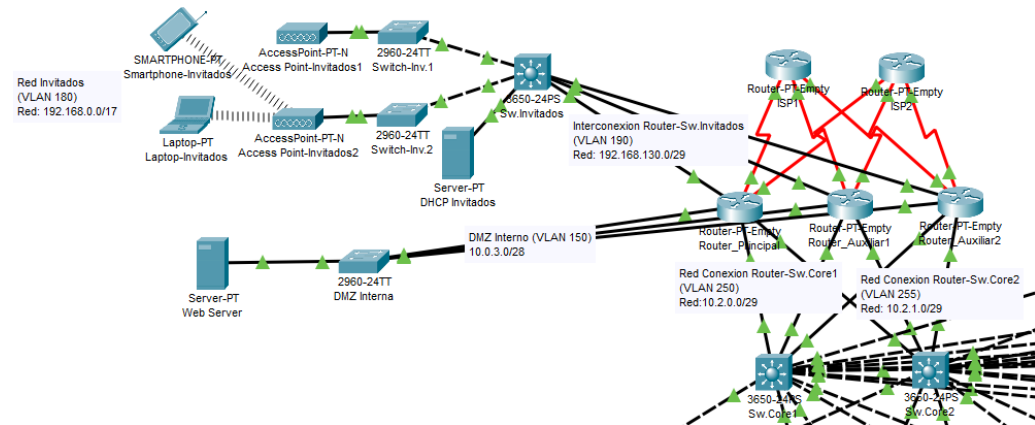 SMARTPHONE-PT
Smartphone-Invitados
AccessPoint-PT-N
Access Point-Invitados1
2960-24TT
Switch-Inv.1
Red Invitados
(VLAN 180)
Red: 192.168.0.0/17
Laptop-PT
Laptop-Invitados
AccessPoint-PT-N
Access Point-Invitados2
2960-24TT
Switch-Inv.2
3650-24PS
Sw.Invitados
Server-PT
DHCP Invitados
Router-PT-Empty
ISP1
Router-PT-Empty
ISP2
Interconexion Router-Sw.Invitados
(VLAN 190)
Red: 192.168.130.0/29
Router-PT-Empty
Router_Principal
Router-PT-Empty
Router_Auxiliar1
Router-PT-Empty
Router_Auxiliar2
DMZ Interno (VLAN 150)
10.0.3.0/28
Server-PT
Web Server
2960-24TT
DMZ Interna
Red Conexion Router-Sw.Core1
(VLAN 250)
Red:10.2.0.0/29
Red Conexion Router-Sw.Core2
(VLAN 255)
Red: 10.2.1.0/29
3650-24PS
Sw.Core1
3650-24PS
Sw.Core2